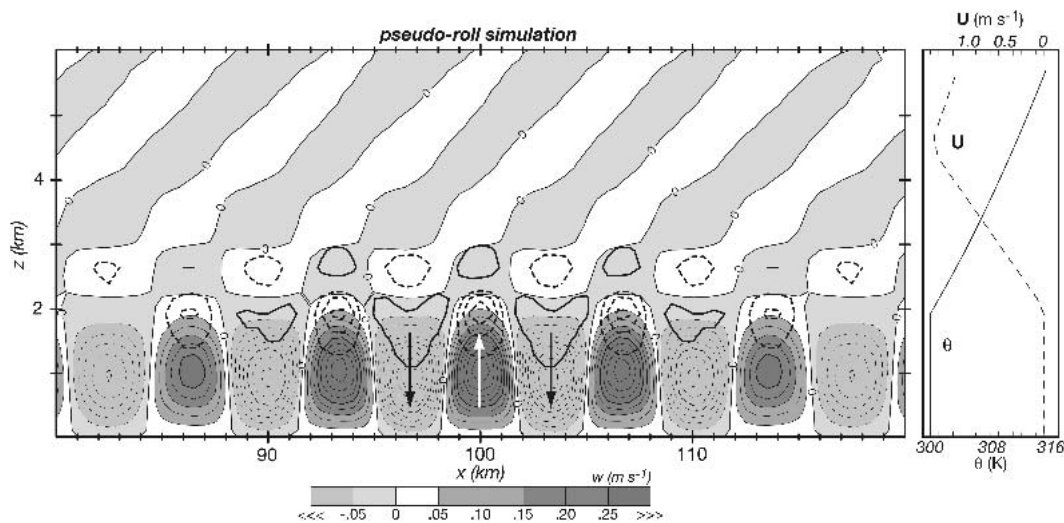 pseudo-roll simulation
U (m s⁻¹)
1.0 0.5 0
4
2
z (km)
0
U
θ
90 100 110
x (km)
300 308 316
θ (K)
w (m s⁻¹)
<<< -.05 0 .05 .10 .15 .20 .25 >>>